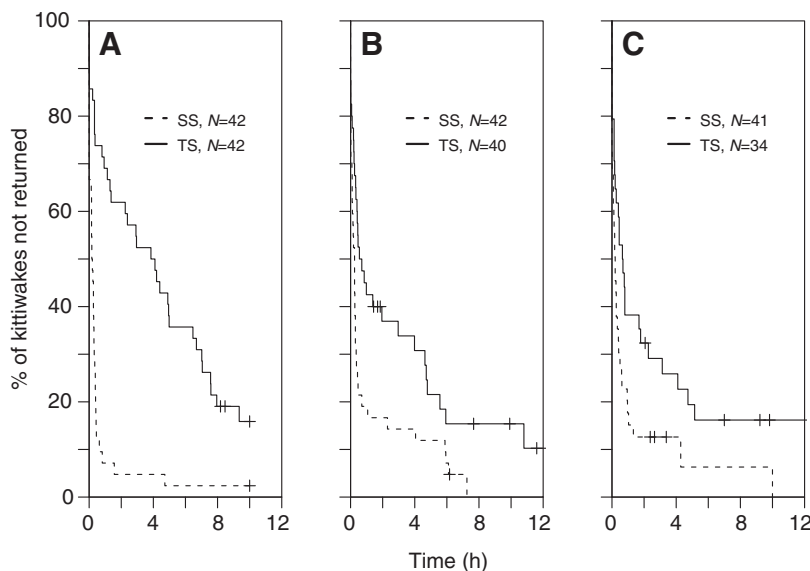 A
B
C
SS, N=42
TS, N=42
SS, N=42
TS, N=40
SS, N=41
TS, N=34
% of kittiwakes not returned
100
80
60
40
20
0
0 4 8 12
0 4 8 12
0 4 8 12
Time (h)